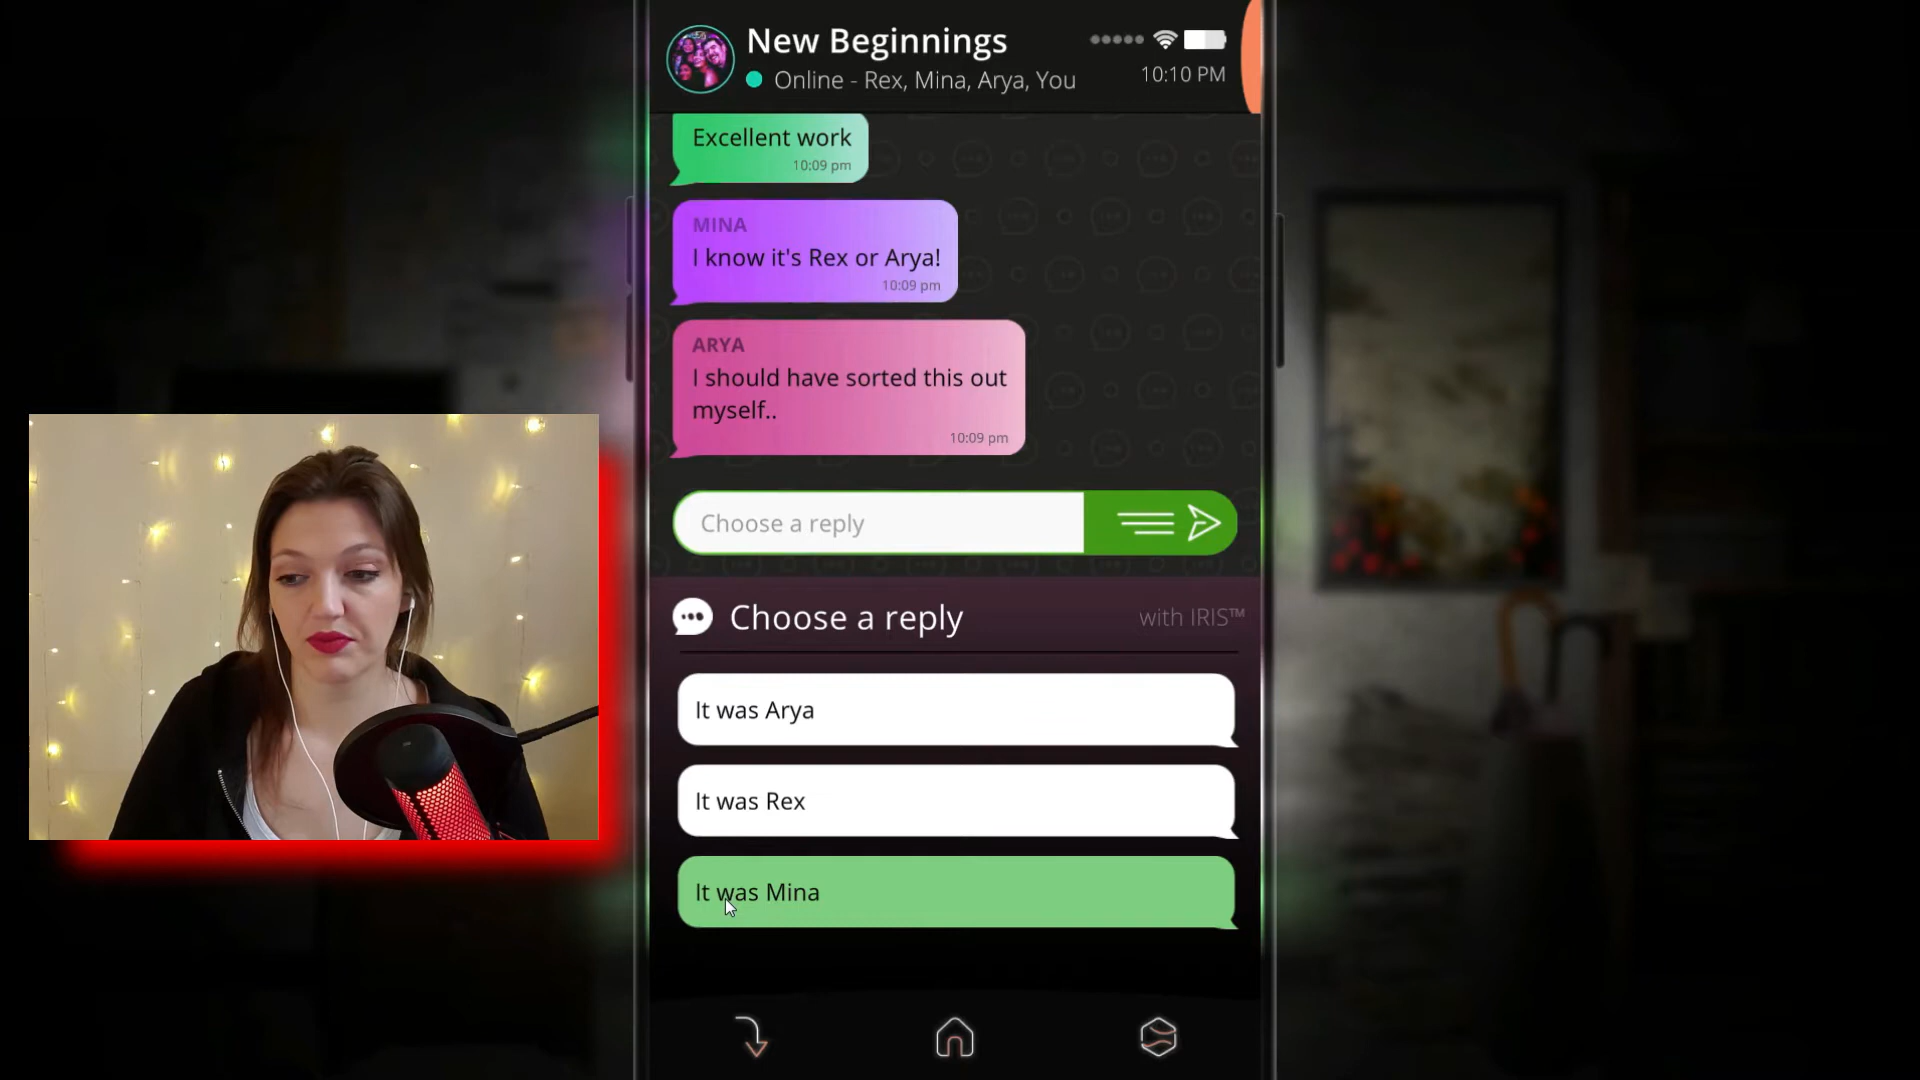 New Beginnings
Online - Rex, Mina, Arya, You
10:10 PM
Excellent work
10:09 pm
MINA
I know it's Rex or Arya!
10:09 pm
ARYA
I should have sorted this out
myself..
10:09 pm
Choose a reply
Choose a reply
with IRIS™
It was Arya
It was Rex
It was Mina